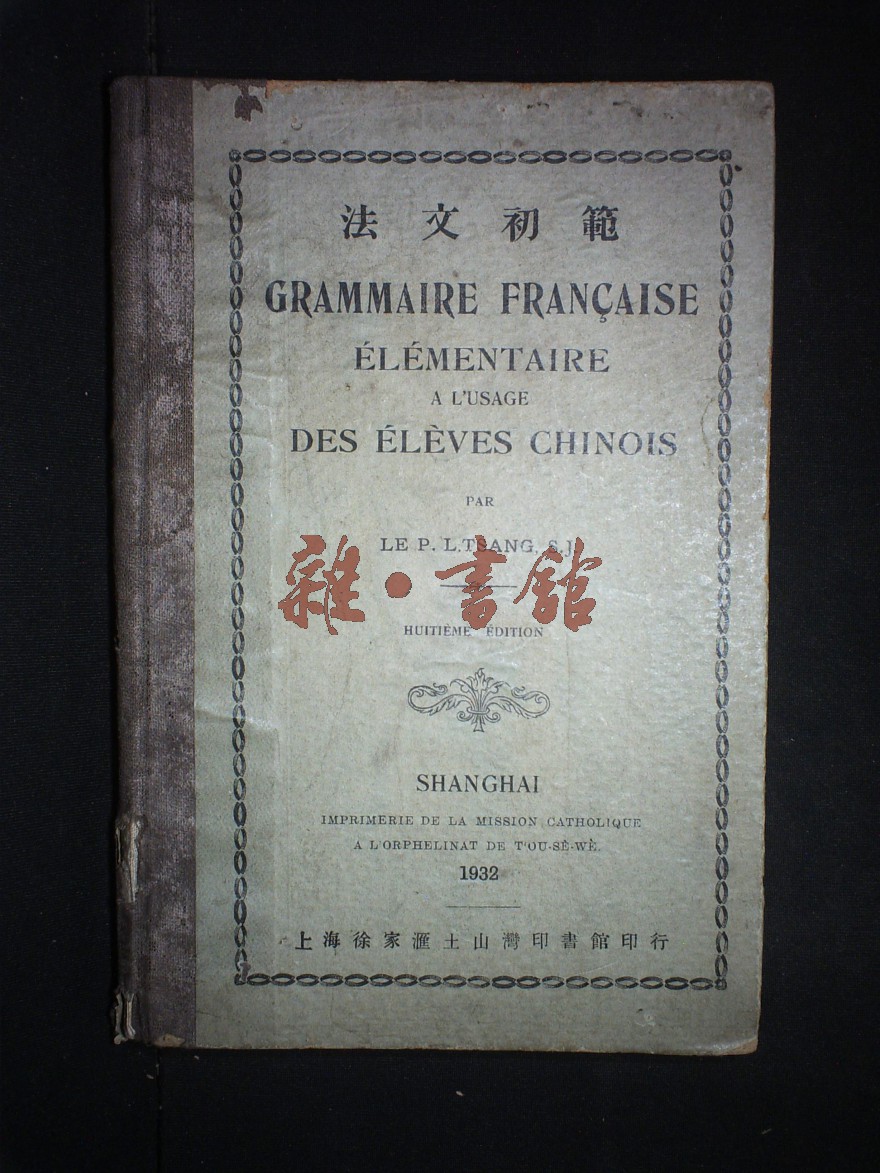 法文初範
GRAMMAIRE FRANÇAISE
ÉLÉMENTAIRE
A L'USAGE
DES ÉLÈVES CHINOIS
PAR
LE P. L. TSANG, S.J.
雜·書館
HUITIÈME ÉDITION
SHANGHAI
IMPRIMERIE DE LA MISSION CATHOLIQUE
A L'ORPHELINAT DE T'OU-SÈ-WÈ.
1932
上海徐家滙土山灣印書館印行